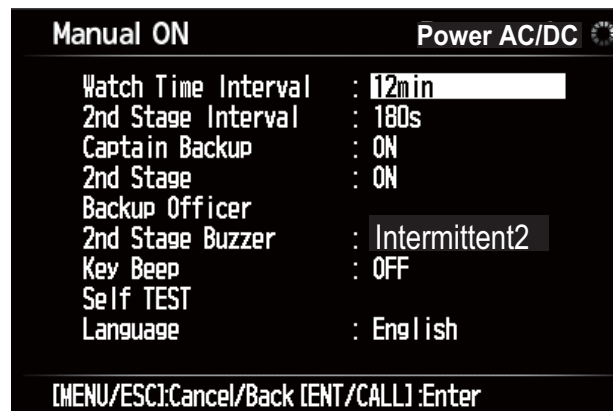 Manual ON Power AC/DC
Watch Time Interval : 12min
2nd Stage Interval : 180s
Captain Backup : ON
2nd Stage : ON
Backup Officer
2nd Stage Buzzer : Intermittent2
Key Beep : OFF
Self TEST
Language : English
[MENU/ESC]:Cancel/Back [ENT/CALL] :Enter